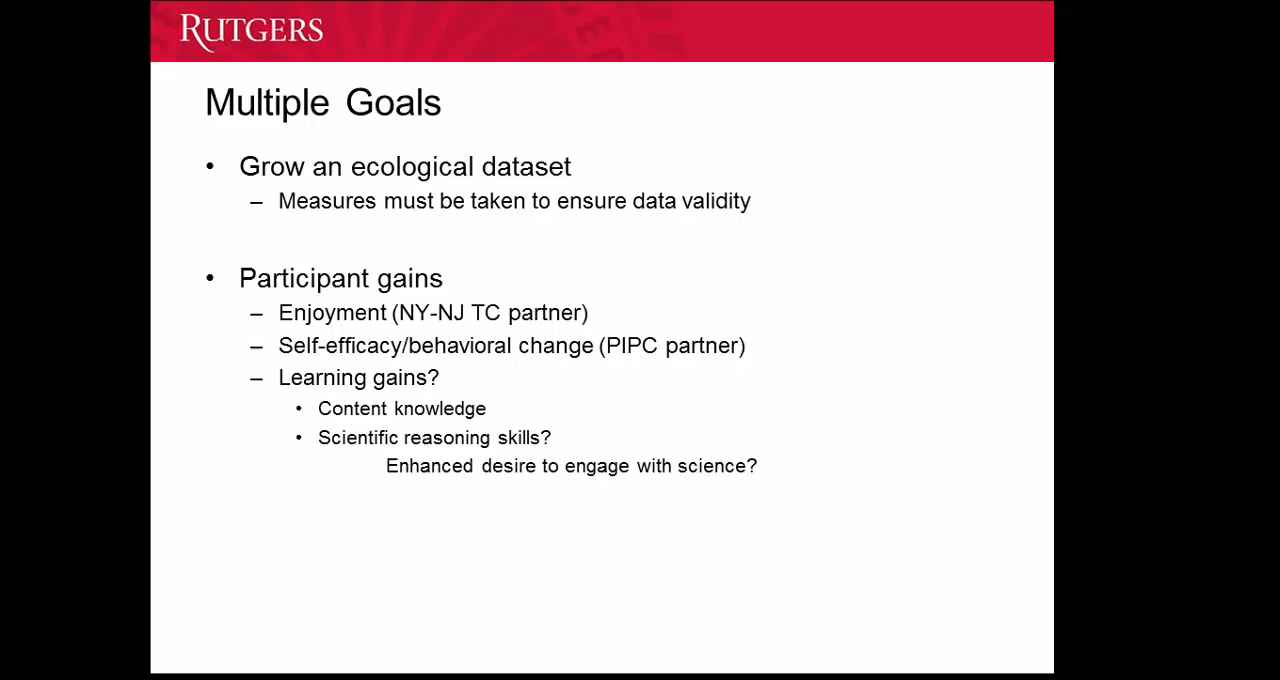 RUTGERS
Multiple Goals
• Grow an ecological dataset
– Measures must be taken to ensure data validity
• Participant gains
– Enjoyment (NY-NJ TC partner)
– Self-efficacy/behavioral change (PIPC partner)
– Learning gains?
• Content knowledge
• Scientific reasoning skills?
Enhanced desire to engage with science?